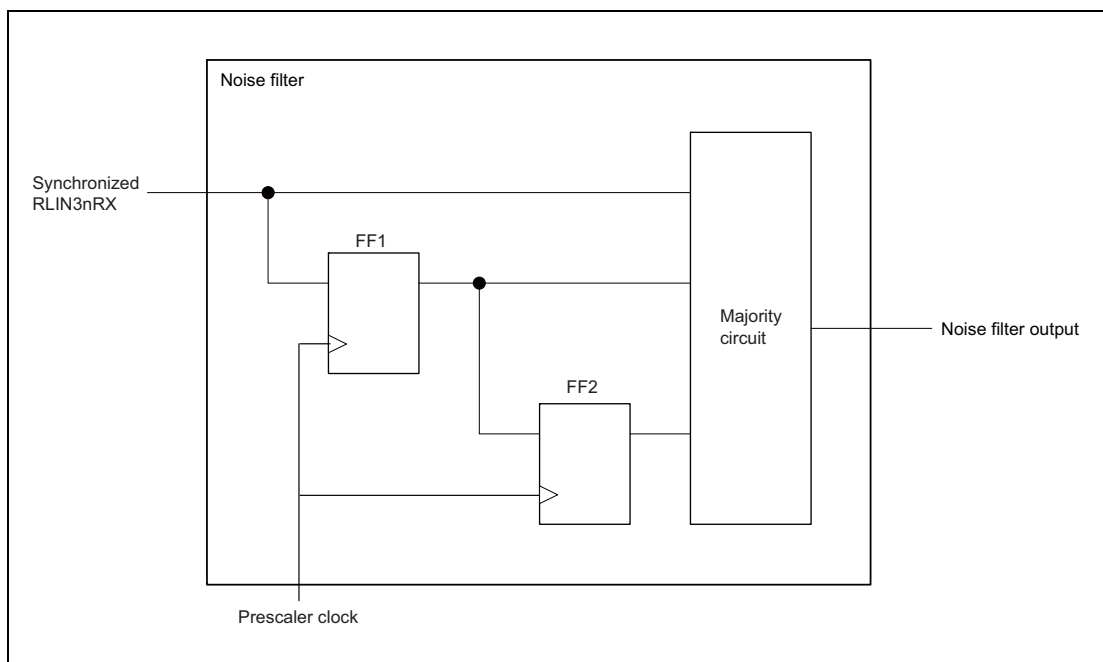 Noise filter
Synchronized
RLIN3nRX
FF1
Majority
circuit
Noise filter output
FF2
Prescaler clock